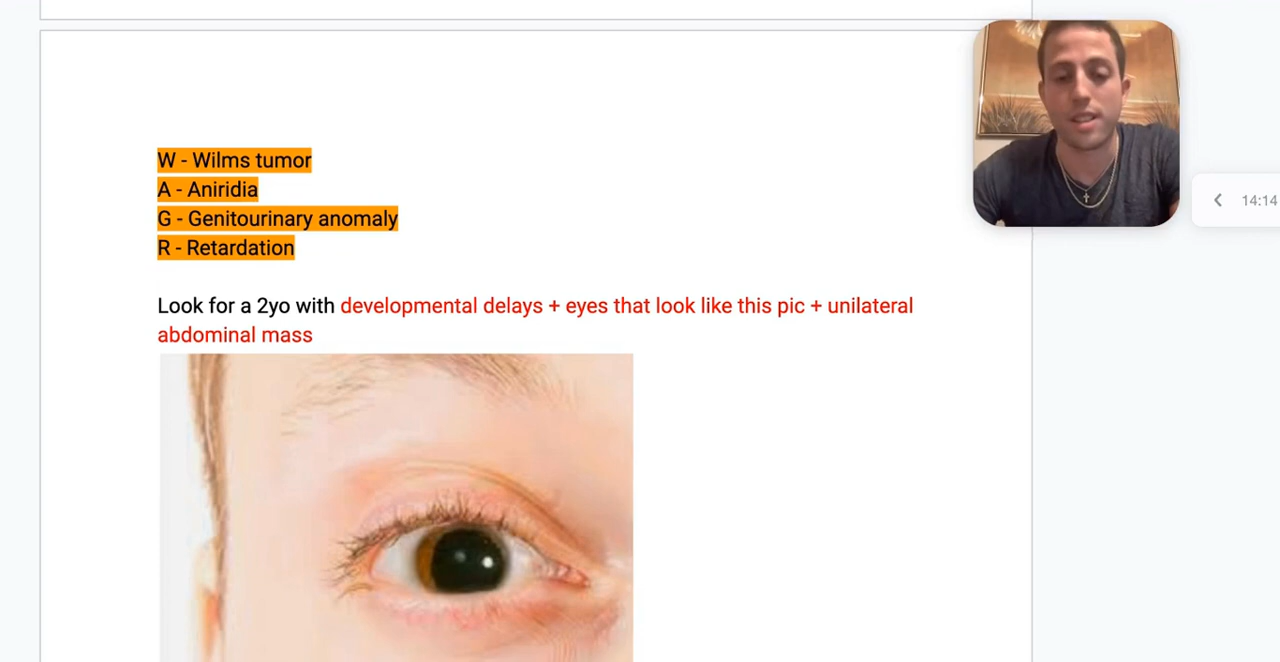 W - Wilms tumor
A - Aniridia
G - Genitourinary anomaly
R - Retardation
Look for a 2yo with developmental delays + eyes that look like this pic + unilateral
abdominal mass
14:14